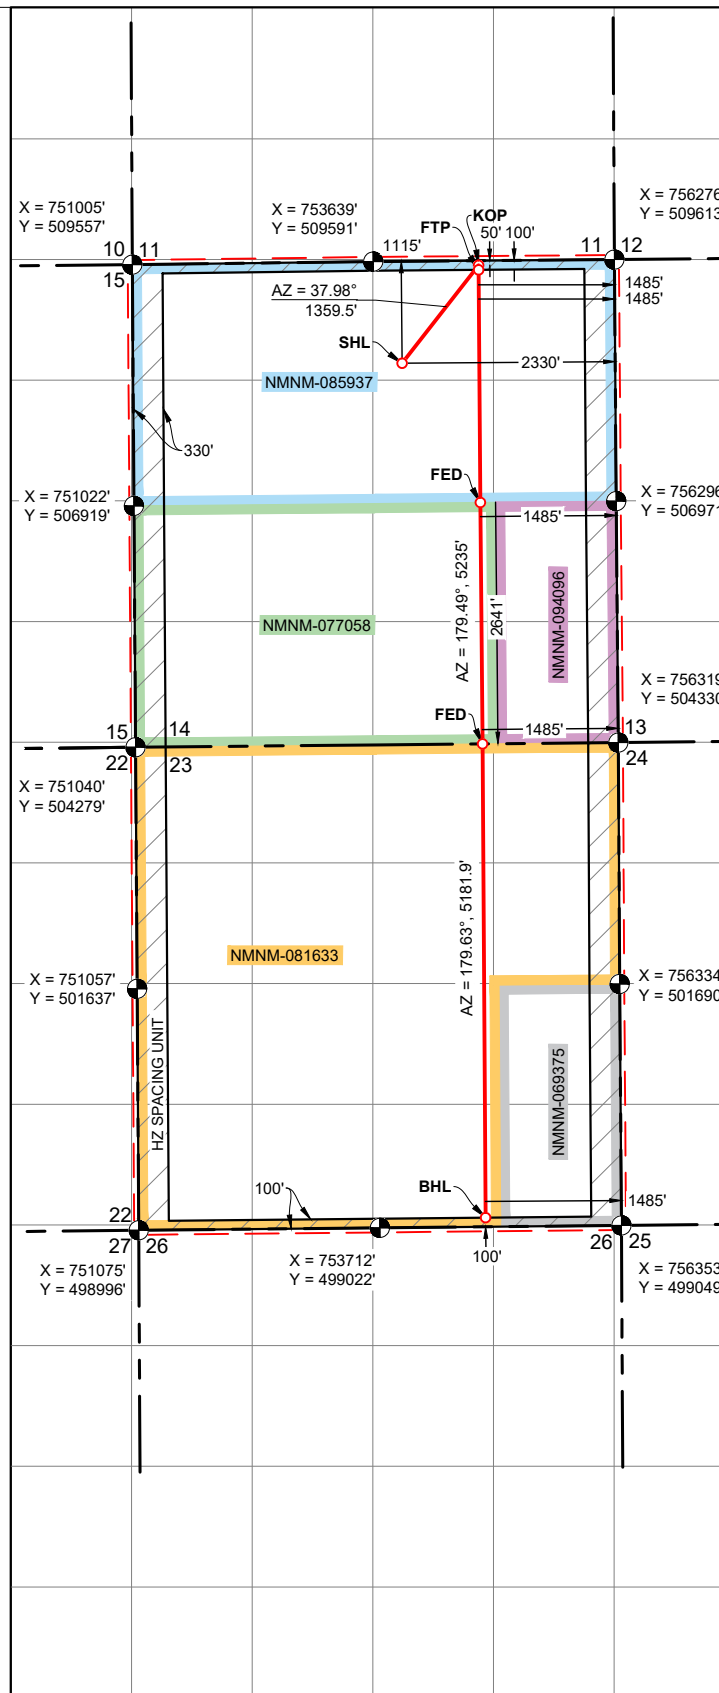 X = 751005'
Y = 509557'
X = 753639'
Y = 509591'
X = 756276
Y = 509613
FTP
KOP
50' 100'
1115'
10 11
15
11 12
AZ = 37.98°
1359.5'
1485'
1485'
SHL
2330'
NMNM-085937
330'
FED
X = 751022'
Y = 506919'
X = 756296
Y = 506971
1485'
AZ = 179.49°, 5235'
2641'
NMNM-094096
NMNM-077058
X = 756319
Y = 504330
FED
1485'
15 14
22 23
13
24
X = 751040'
Y = 504279'
AZ = 179.63°, 5181.9'
NMNM-081633
X = 751057'
Y = 501637'
X = 756334
Y = 501690
HZ SPACING UNIT
NMNM-069375
100'
BHL
1485'
22
27 26
26 25
100'
X = 751075'
Y = 498996'
X = 753712'
Y = 499022'
X = 756353
Y = 499049